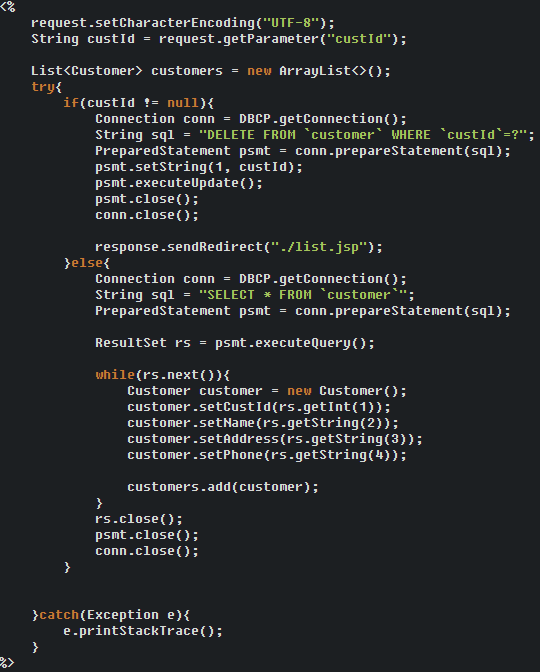 <%
    request.setCharacterEncoding("UTF-8");
    String custId = request.getParameter("custId");

    List<Customer> customers = new ArrayList<>();
    try{
        if(custId != null){
            Connection conn = DBCP.getConnection();
            String sql = "DELETE FROM `customer` WHERE `custId`=?";
            PreparedStatement psmt = conn.prepareStatement(sql);
            psmt.setString(1, custId);
            psmt.executeUpdate();
            psmt.close();
            conn.close();

            response.sendRedirect("./list.jsp");
        }else{
            Connection conn = DBCP.getConnection();
            String sql = "SELECT * FROM `customer`";
            PreparedStatement psmt = conn.prepareStatement(sql);

            ResultSet rs = psmt.executeQuery();

            while(rs.next()){
                Customer customer = new Customer();
                customer.setCustId(rs.getInt(1));
                customer.setName(rs.getString(2));
                customer.setAddress(rs.getString(3));
                customer.setPhone(rs.getString(4));

                customers.add(customer);
            }
            rs.close();
            psmt.close();
            conn.close();
        }


    }catch(Exception e){
        e.printStackTrace();
    }
%>